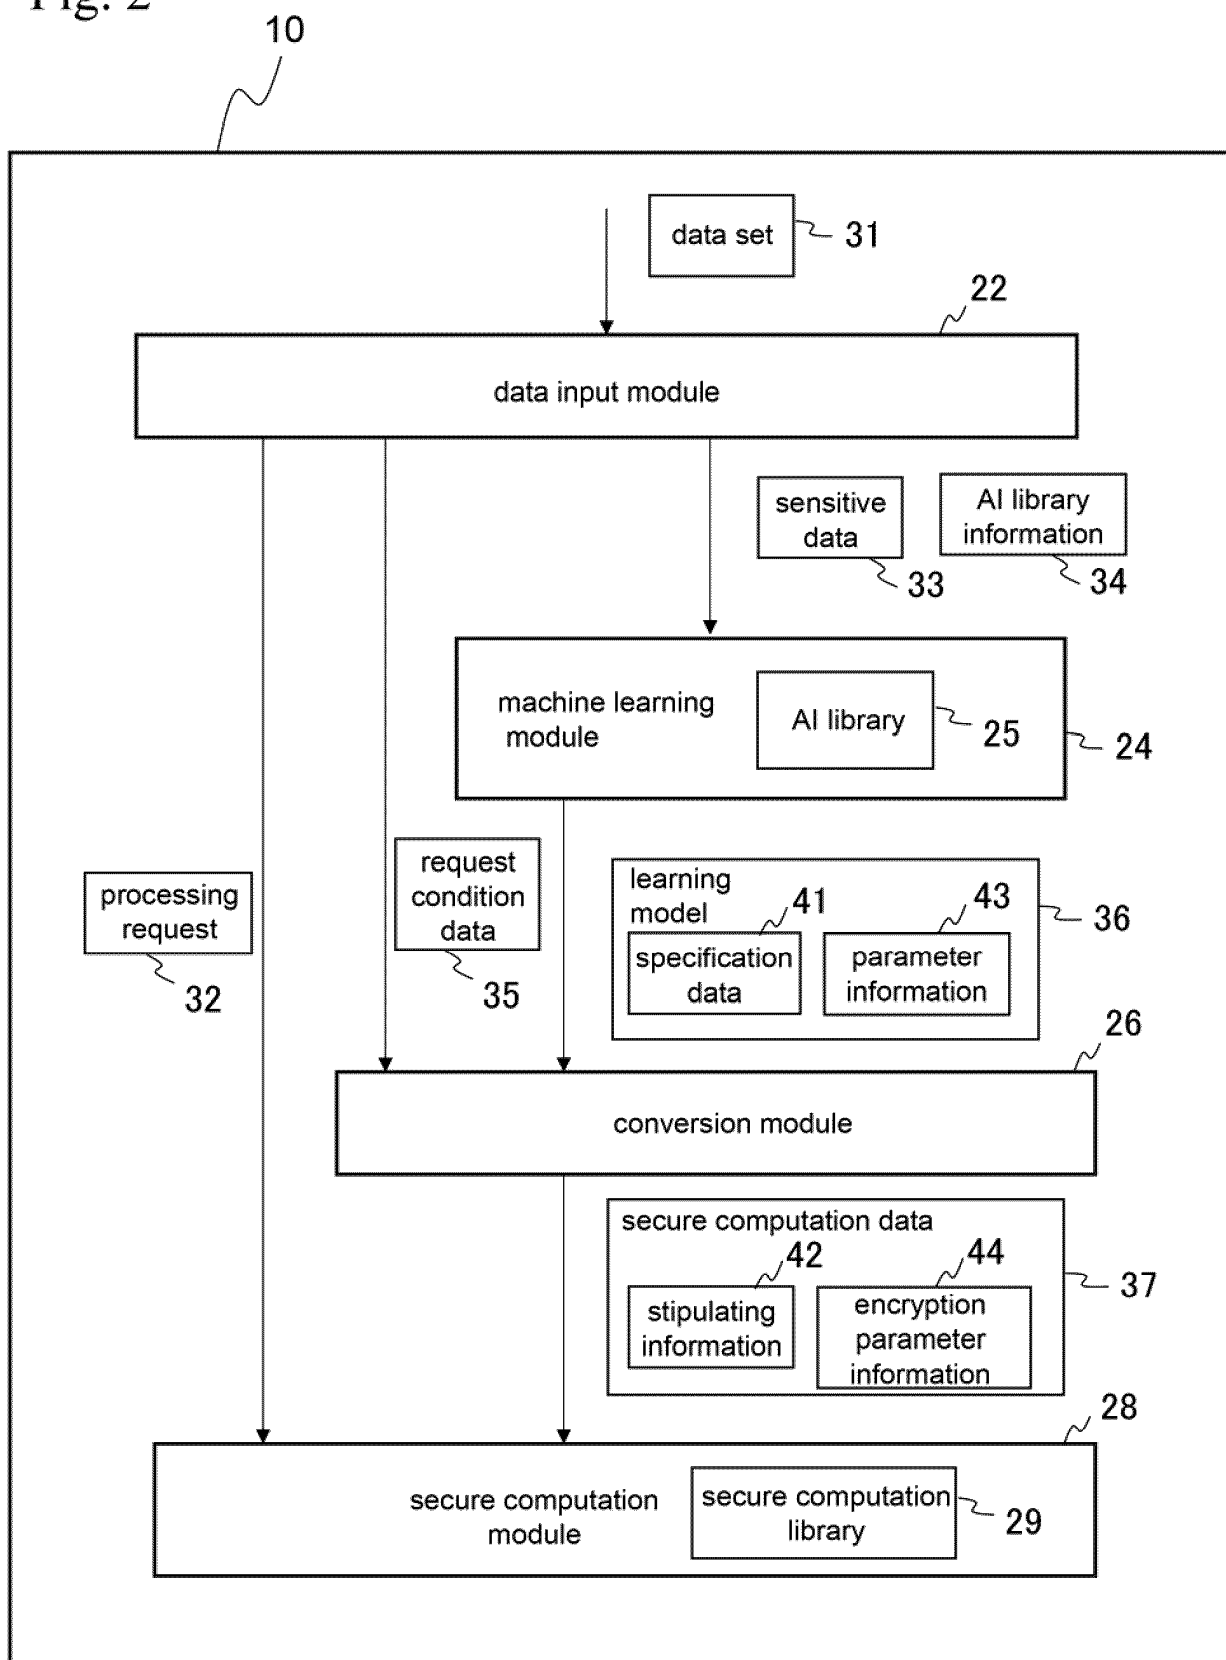 Fig. 2
10
data set
31
22
data input module
sensitive
data
33
AI library
information
34
machine learning
module
AI library
25
24
processing
request
32
request
condition
data
35
learning
model
41
43
36
specification
data
parameter
information
26
conversion module
secure computation data
42
44
37
stipulating
information
encryption
parameter
information
28
secure computation
module
secure computation
library
29